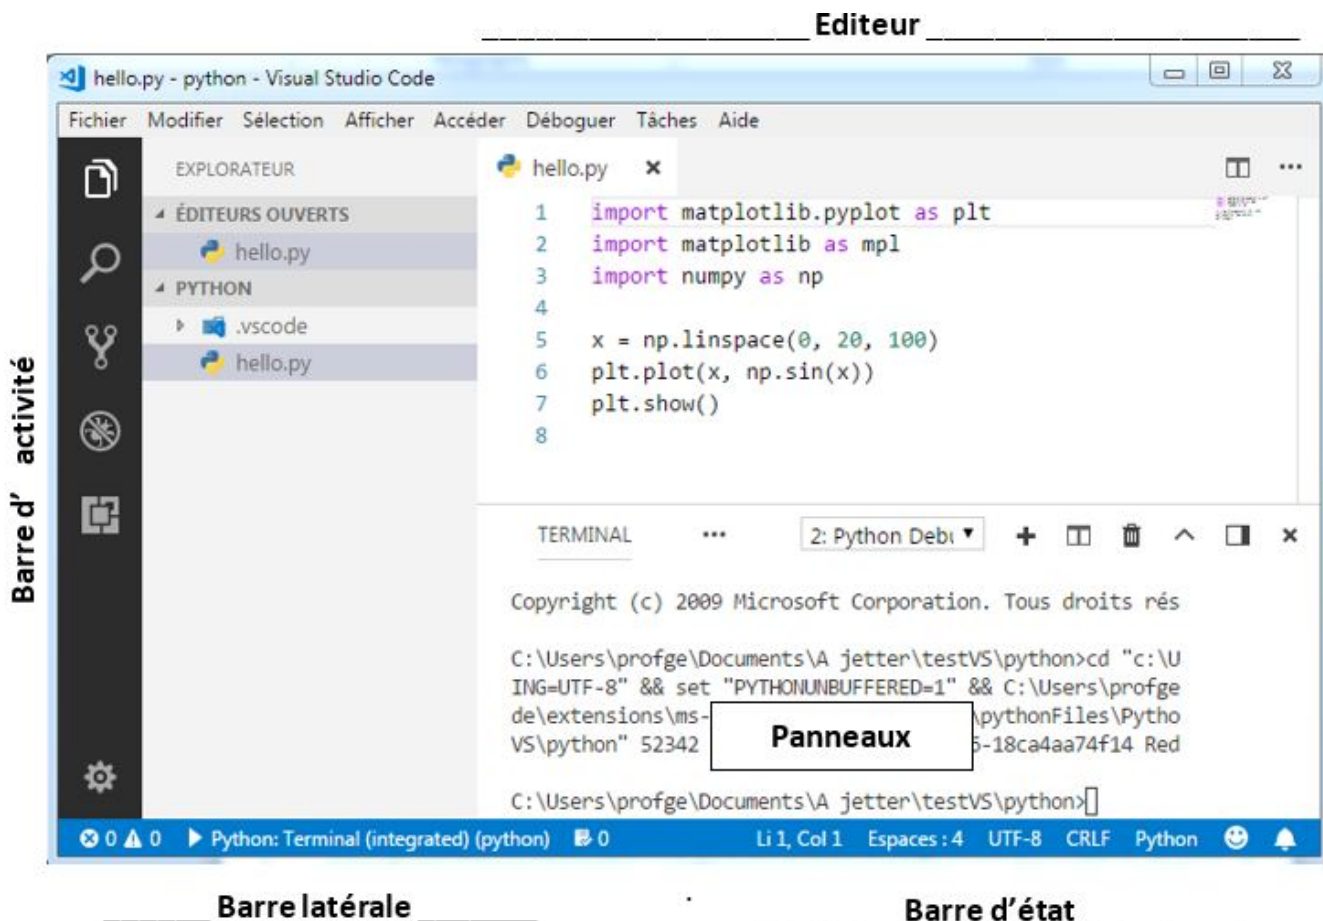 Editeur
hello.py - python - Visual Studio Code
Fichier Modifier Sélection Afficher Accéder Déboguer Tâches Aide
EXPLORATEUR
ÉDITEURS OUVERTS
hello.py
PYTHON
.vscode
hello.py
hello.py
1 import matplotlib.pyplot as plt
2 import matplotlib as mpl
3 import numpy as np
4
5 x = np.linspace(0, 20, 100)
6 plt.plot(x, np.sin(x))
7 plt.show()
8
Barre d’ activité
TERMINAL ... 2: Python Debu
Copyright (c) 2009 Microsoft Corporation. Tous droits rés
C:\Users\profge\Documents\A jetter\testVS\python>cd "c:\U
ING=UTF-8" && set "PYTHONUNBUFFERED=1" && C:\Users\profge
de\extensions\ms- \pythonFiles\Pytho
VS\python" 52342 -18ca4aa74f14 Red
Panneaux
C:\Users\profge\Documents\A jetter\testVS\python>
0 0 Python: Terminal (integrated) (python) 0 Li 1, Col 1 Espaces : 4 UTF-8 CRLF Python
Barre latérale . Barre d’état